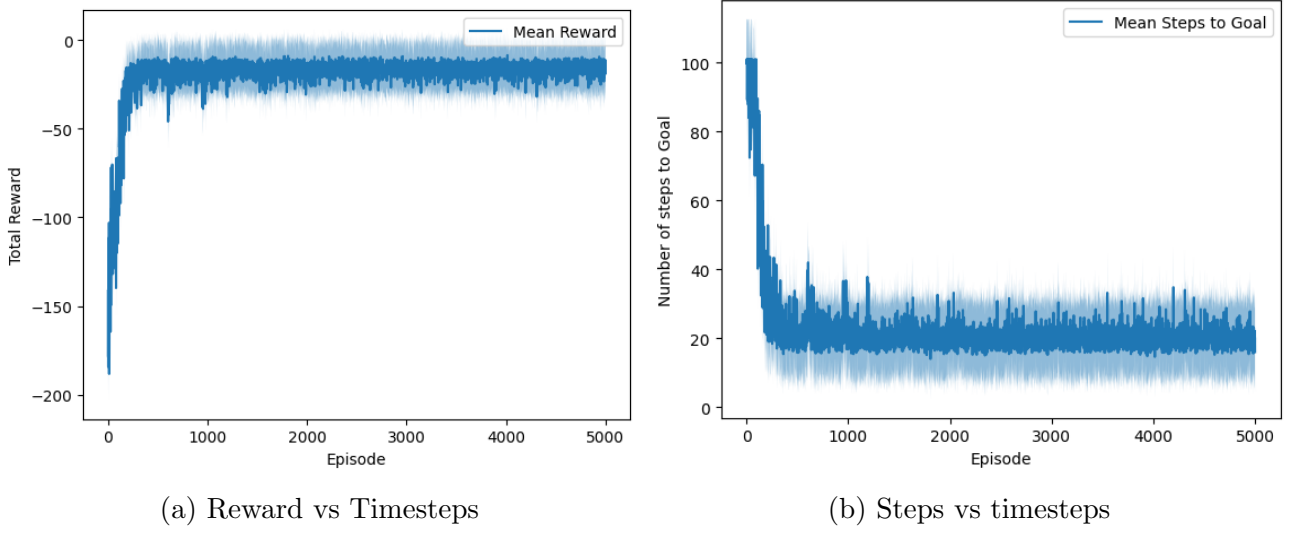 Mean Reward
0
−50
−100
−150
−200
Total Reward
0
1000
2000
3000
4000
5000
Episode
(a) Reward vs Timesteps
Mean Steps to Goal
100
80
60
40
20
0
Number of steps to Goal
0
1000
2000
3000
4000
5000
Episode
(b) Steps vs timesteps